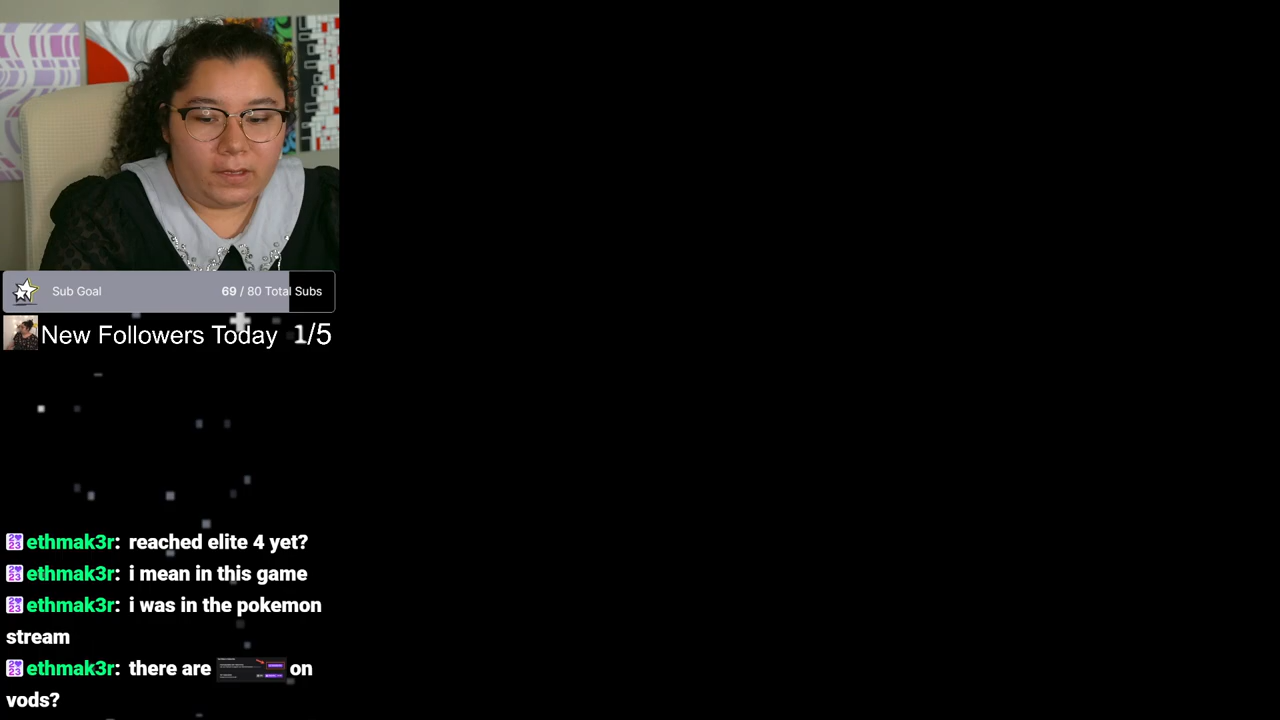 Sub Goal 69 / 80 Total Subs
New Followers Today 1/5
ethmak3r: reached elite 4 yet?
ethmak3r: i mean in this game
ethmak3r: i was in the pokemon
stream
ethmak3r: there are on
vods?